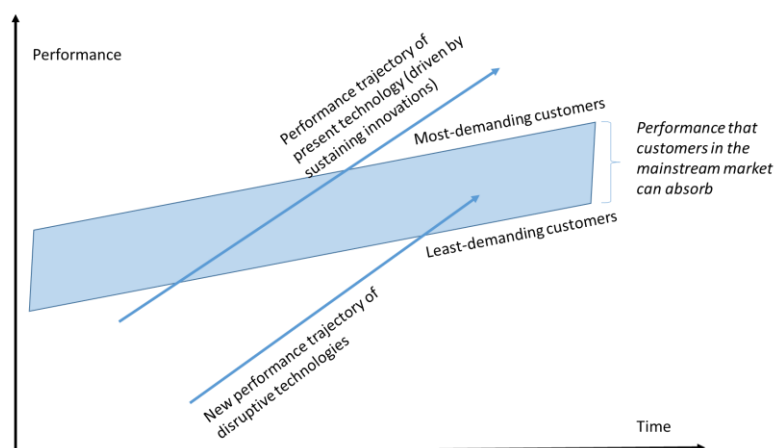 Performance
Performance trajectory of
present technology (driven by
sustaining innovations)
Most-demanding customers
Performance that
customers in the
mainstream market
can absorb
Least-demanding customers
New performance trajectory of
disruptive technologies
Time